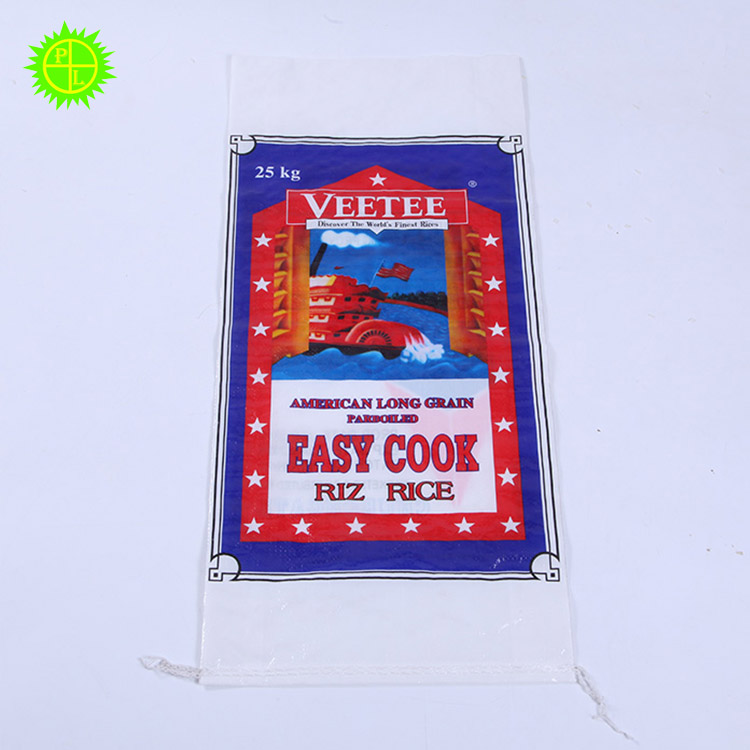 P L
25 kg
VEETEE ®
Discover The World's Finest Rices
AMERICAN LONG GRAIN
PARBOILED
EASY COOK
RIZ RICE